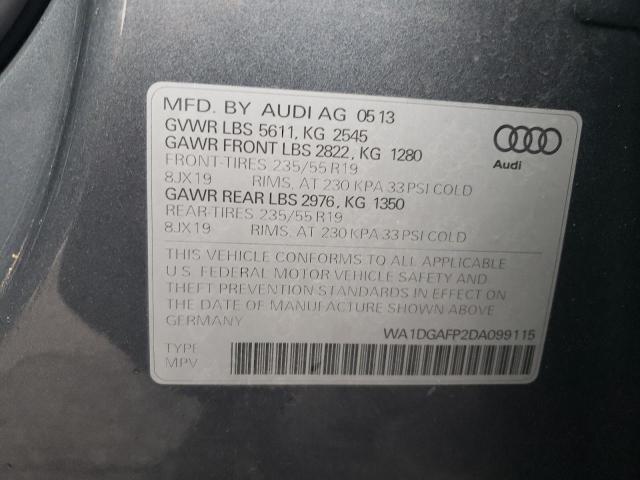 MFD. BY AUDI AG 05 13
GVWR LBS 5611, KG 2545
GAWR FRONT LBS 2822, KG 1280
FRONT-TIRES 235/55 R19
8JX19 RIMS, AT 230 KPA 33 PSI COLD
GAWR REAR LBS 2976, KG 1350
REAR-TIRES 235/55 R19
8JX19 RIMS, AT 230 KPA 33 PSI COLD
Audi
THIS VEHICLE CONFORMS TO ALL APPLICABLE
U.S. FEDERAL MOTOR VEHICLE SAFETY AND
THEFT PREVENTION STANDARDS IN EFFECT ON
THE DATE OF MANUFACTURE SHOWN ABOVE
GERMANY
WA1DGAFP2DA099115
TYPE
MPV